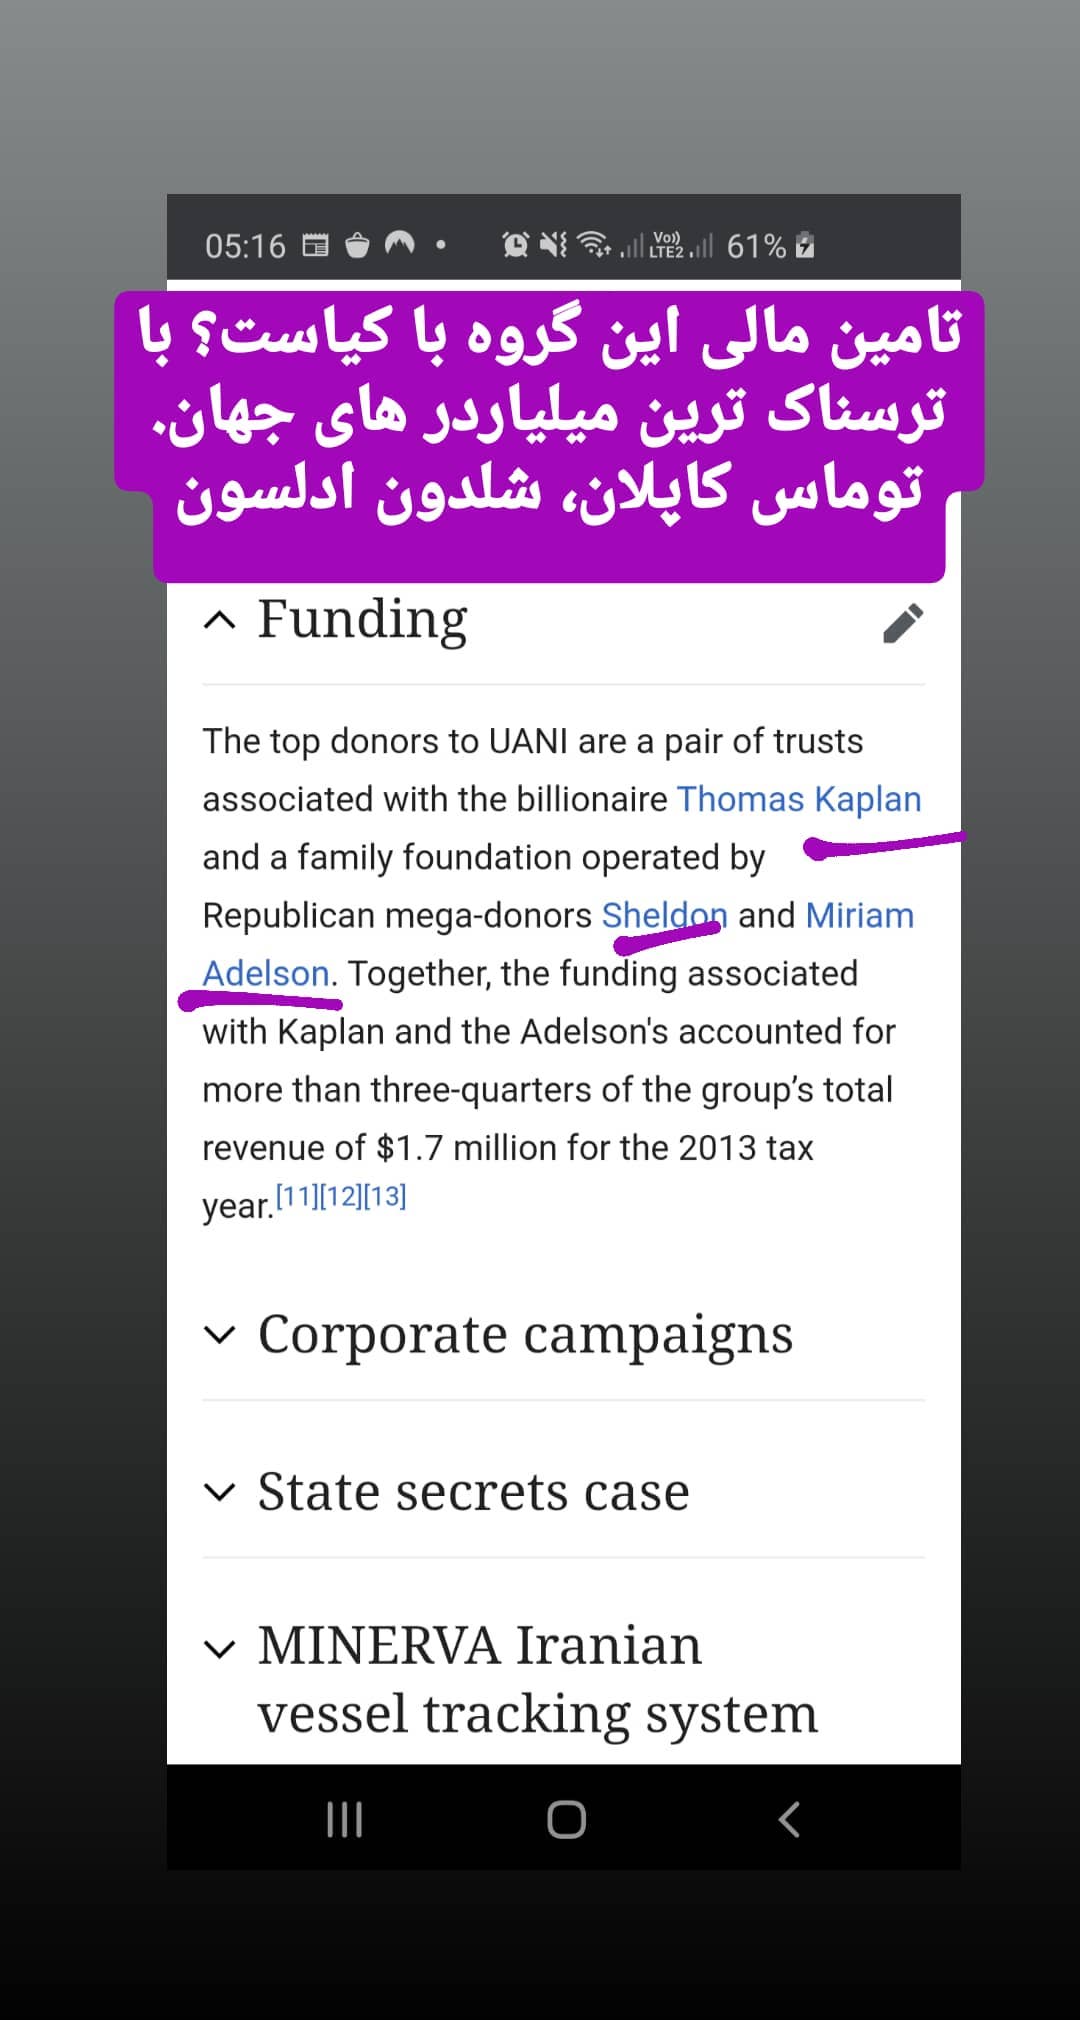 05:16
Vo))
LTE2
61%
تامین مالی این گروه با کیاست؟ با
ترسناک ترین میلیاردر های جهان.
توماس کاپلان، شلدون ادلسون
Funding
The top donors to UANI are a pair of trusts
associated with the billionaire Thomas Kaplan
and a family foundation operated by
Republican mega-donors Sheldon and Miriam
Adelson. Together, the funding associated
with Kaplan and the Adelson's accounted for
more than three-quarters of the group’s total
revenue of $1.7 million for the 2013 tax
year.[11][12][13]
Corporate campaigns
State secrets case
MINERVA Iranian
vessel tracking system